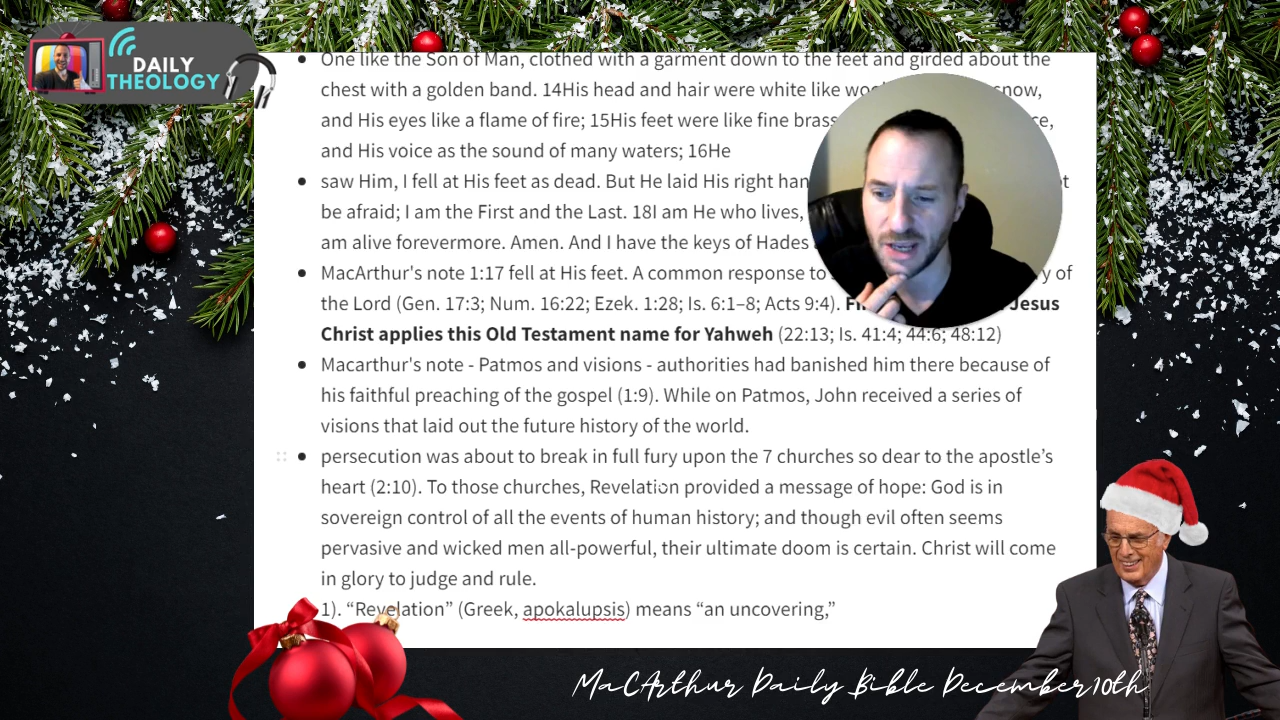 DAILY
THEOLOGY
One like the Son of Man, clothed with a garment down to the feet and girded about the
chest with a golden band. 14His head and hair were white like snow,
and His eyes like a flame of fire; 15His feet were like fine
and His voice as the sound of many waters; 16He
saw Him, I fell at His feet as dead. But He laid His right
be afraid; I am the First and the Last. 18I am He who lives,
am alive forevermore. Amen. And I have the keys of Hades
MacArthur's note 1:17 fell at His feet. A common response to of
the Lord (Gen. 17:3; Num. 16:22; Ezek. 1:28; Is. 6:1–8; Acts 9:4). Jesus
Christ applies this Old Testament name for Yahweh (22:13; Is. 41:4; 44:6; 48:12)
Macarthur's note - Patmos and visions - authorities had banished him there because of
his faithful preaching of the gospel (1:9). While on Patmos, John received a series of
visions that laid out the future history of the world.
persecution was about to break in full fury upon the 7 churches so dear to the apostle’s
heart (2:10). To those churches, Revelation provided a message of hope: God is in
sovereign control of all the events of human history; and though evil often seems
pervasive and wicked men all-powerful, their ultimate doom is certain. Christ will come
in glory to judge and rule.
1). “Revelation” (Greek, apokalupsis) means “an uncovering,”
MaCArthur Daily Bible December10th